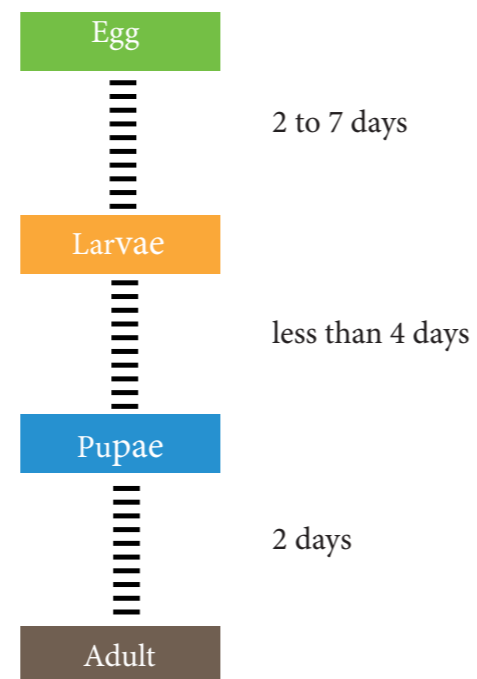 Egg
2 to 7 days
Larvae
less than 4 days
Pupae
2 days
Adult